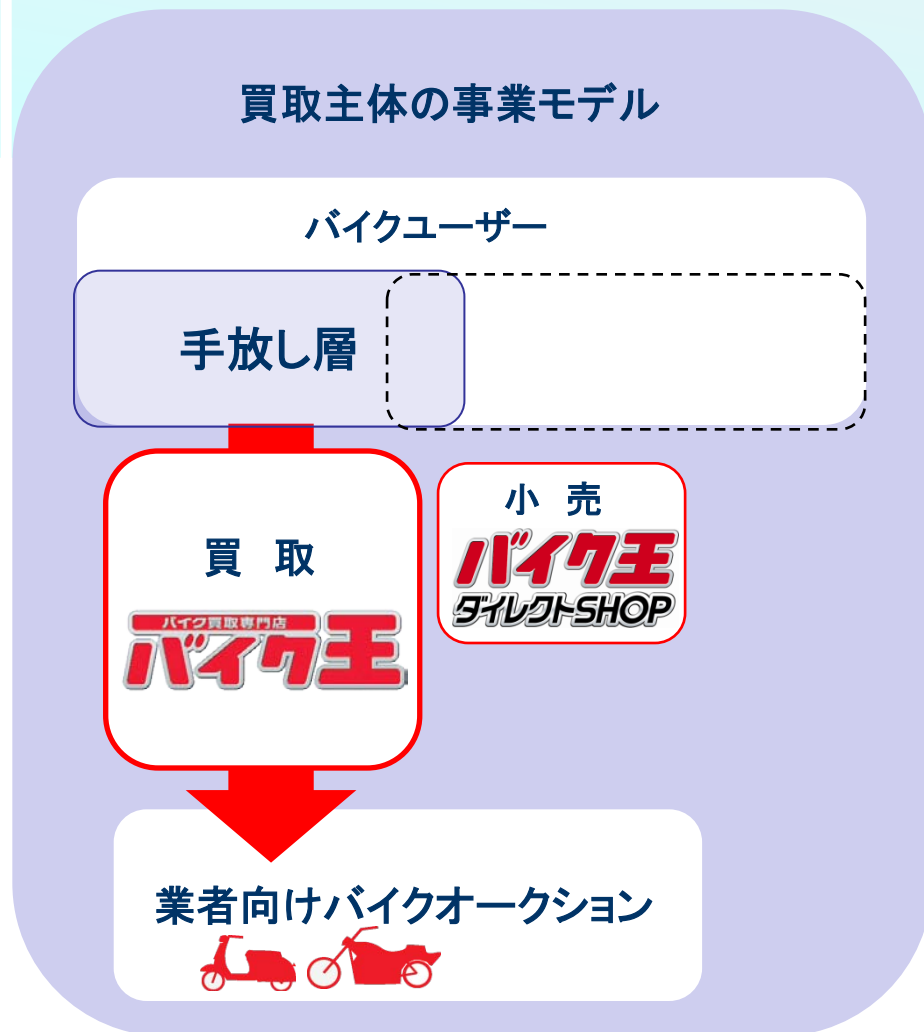 買取主体の事業モデル
バイクユーザー
手放し層
買 取
バイク買取専門店
バイク王
小 売
バイク王
ダイレクトSHOP
業者向けバイクオークション